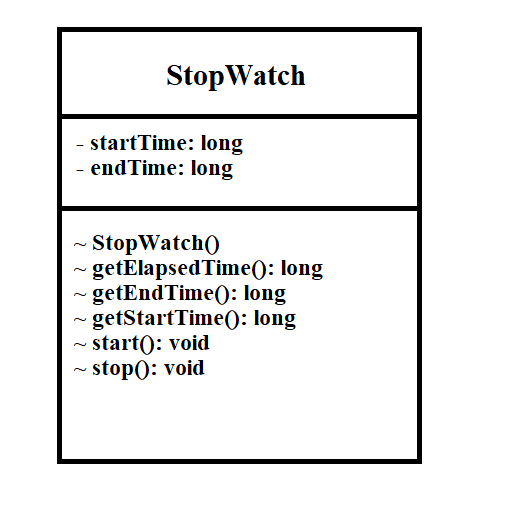 StopWatch
- startTime: long
- endTime: long
~ StopWatch()
~ getElapsedTime(): long
~ getEndTime(): long
~ getStartTime(): long
~ start(): void
~ stop(): void